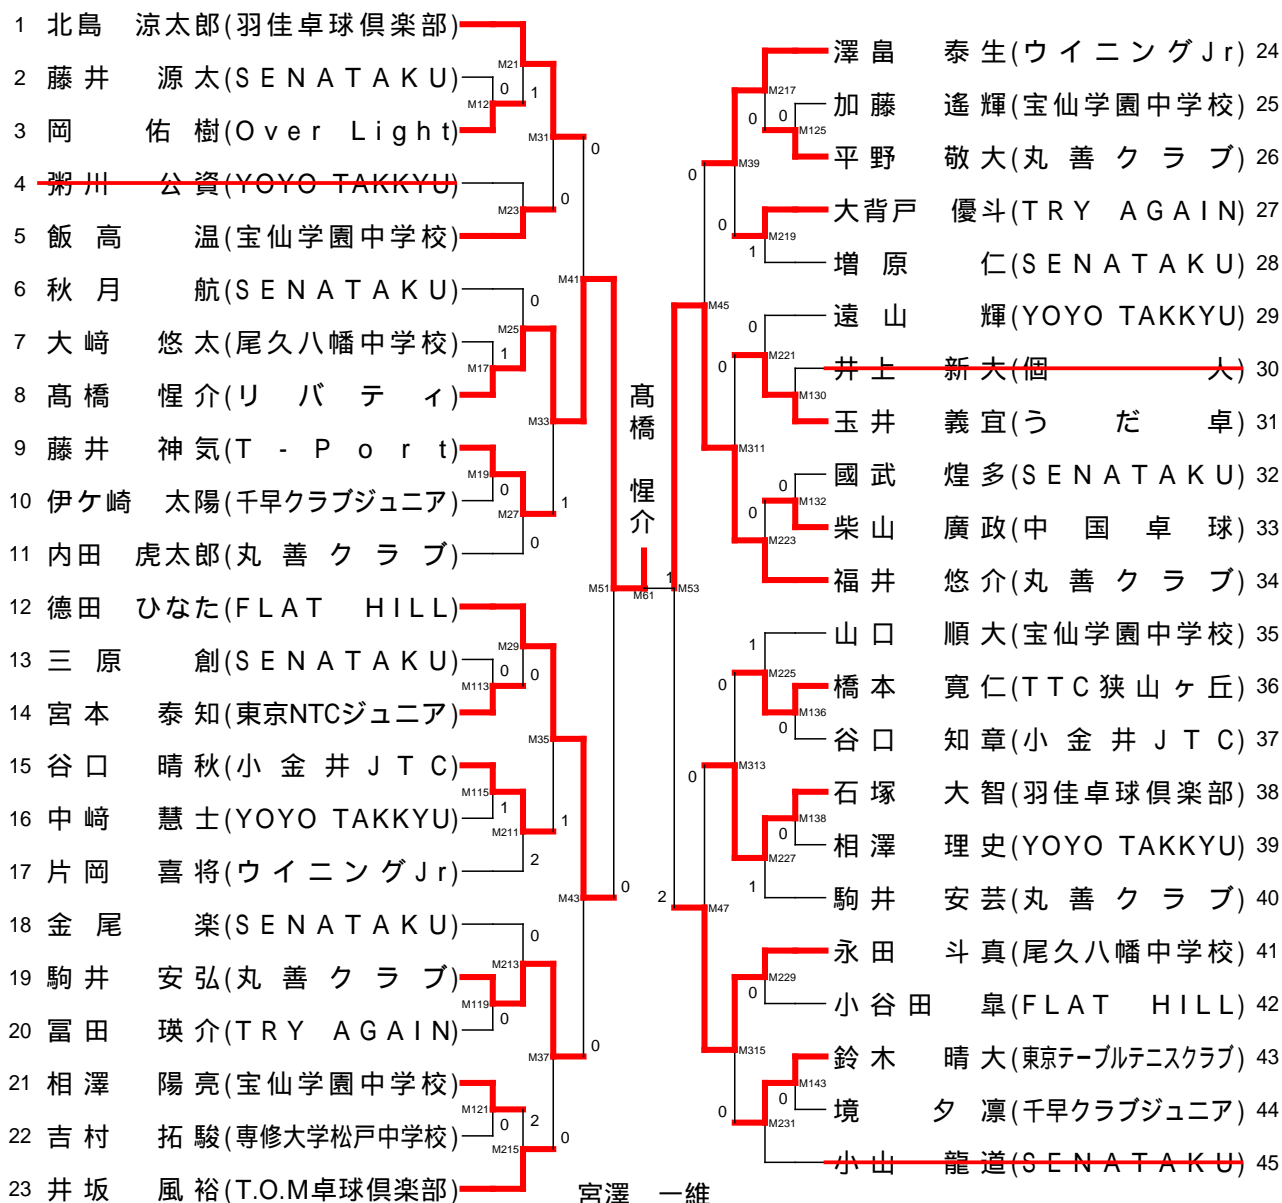 1 北島 涼太郎(羽佳卓球倶楽部)
2 藤井 源太(SENATAKU)
3 岡 佑樹(Over Light)
4 粥川 公資(YOYO TAKKYU)
5 飯高 温(宝仙学園中学校)
6 秋月 航(SENATAKU)
7 大﨑 悠太(尾久八幡中学校)
8 髙橋 惺介(リバティ)
9 藤井 神気(T-Port)
10 伊ケ崎 太陽(千早クラブジュニア)
11 内田 虎太郎(丸善クラブ)
12 德田 ひなた(FLAT HILL)
13 三原 創(SENATAKU)
14 宮本 泰知(東京NTCジュニア)
15 谷口 晴秋(小金井JTC)
16 中﨑 慧士(YOYO TAKKYU)
17 片岡 喜将(ウイニングJr)
18 金尾 楽(SENATAKU)
19 駒井 安弘(丸善クラブ)
20 冨田 瑛介(TRY AGAIN)
21 相澤 陽亮(宝仙学園中学校)
22 吉村 拓駿(専修大学松戸中学校)
23 井坂 風裕(T.O.M卓球倶楽部)
M12 0
M17 1
M19 0
M113 0
M115 1
M119 0
M121 0
M21 1
M23
M25 0
M27 0
M29 0
M211 2
M213 0
M215 2
M31 0
M33 1
M35 1
M37 0
M41 0
M43 0
M51 0
M61 1
髙橋 惺介
宮澤 一維
M53 2
M45 0
M47 0
M39 0
M311 0
M313 0
M315 0
M217 0
M219 1
M221 0
M223 0
M225 1
M227 1
M229 0
M231
M125 0
M130
M132 0
M136 0
M138 0
M143 0
澤畠 泰生(ウイニングJr) 24
加藤 遙輝(宝仙学園中学校) 25
平野 敬大(丸善クラブ) 26
大背戸 優斗(TRY AGAIN) 27
増原 仁(SENATAKU) 28
遠山 輝(YOYO TAKKYU) 29
井上 新大(個人) 30
玉井 義宜(うだ卓) 31
國武 煌多(SENATAKU) 32
柴山 廣政(中国卓球) 33
福井 悠介(丸善クラブ) 34
山口 順大(宝仙学園中学校) 35
橋本 寛仁(TTC狭山ヶ丘) 36
谷口 知章(小金井JTC) 37
石塚 大智(羽佳卓球倶楽部) 38
相澤 理史(YOYO TAKKYU) 39
駒井 安芸(丸善クラブ) 40
永田 斗真(尾久八幡中学校) 41
小谷田 皐(FLAT HILL) 42
鈴木 晴大(東京テーブルテニスクラブ) 43
境 夕凛(千早クラブジュニア) 44
小山 龍道(SENATAKU) 45